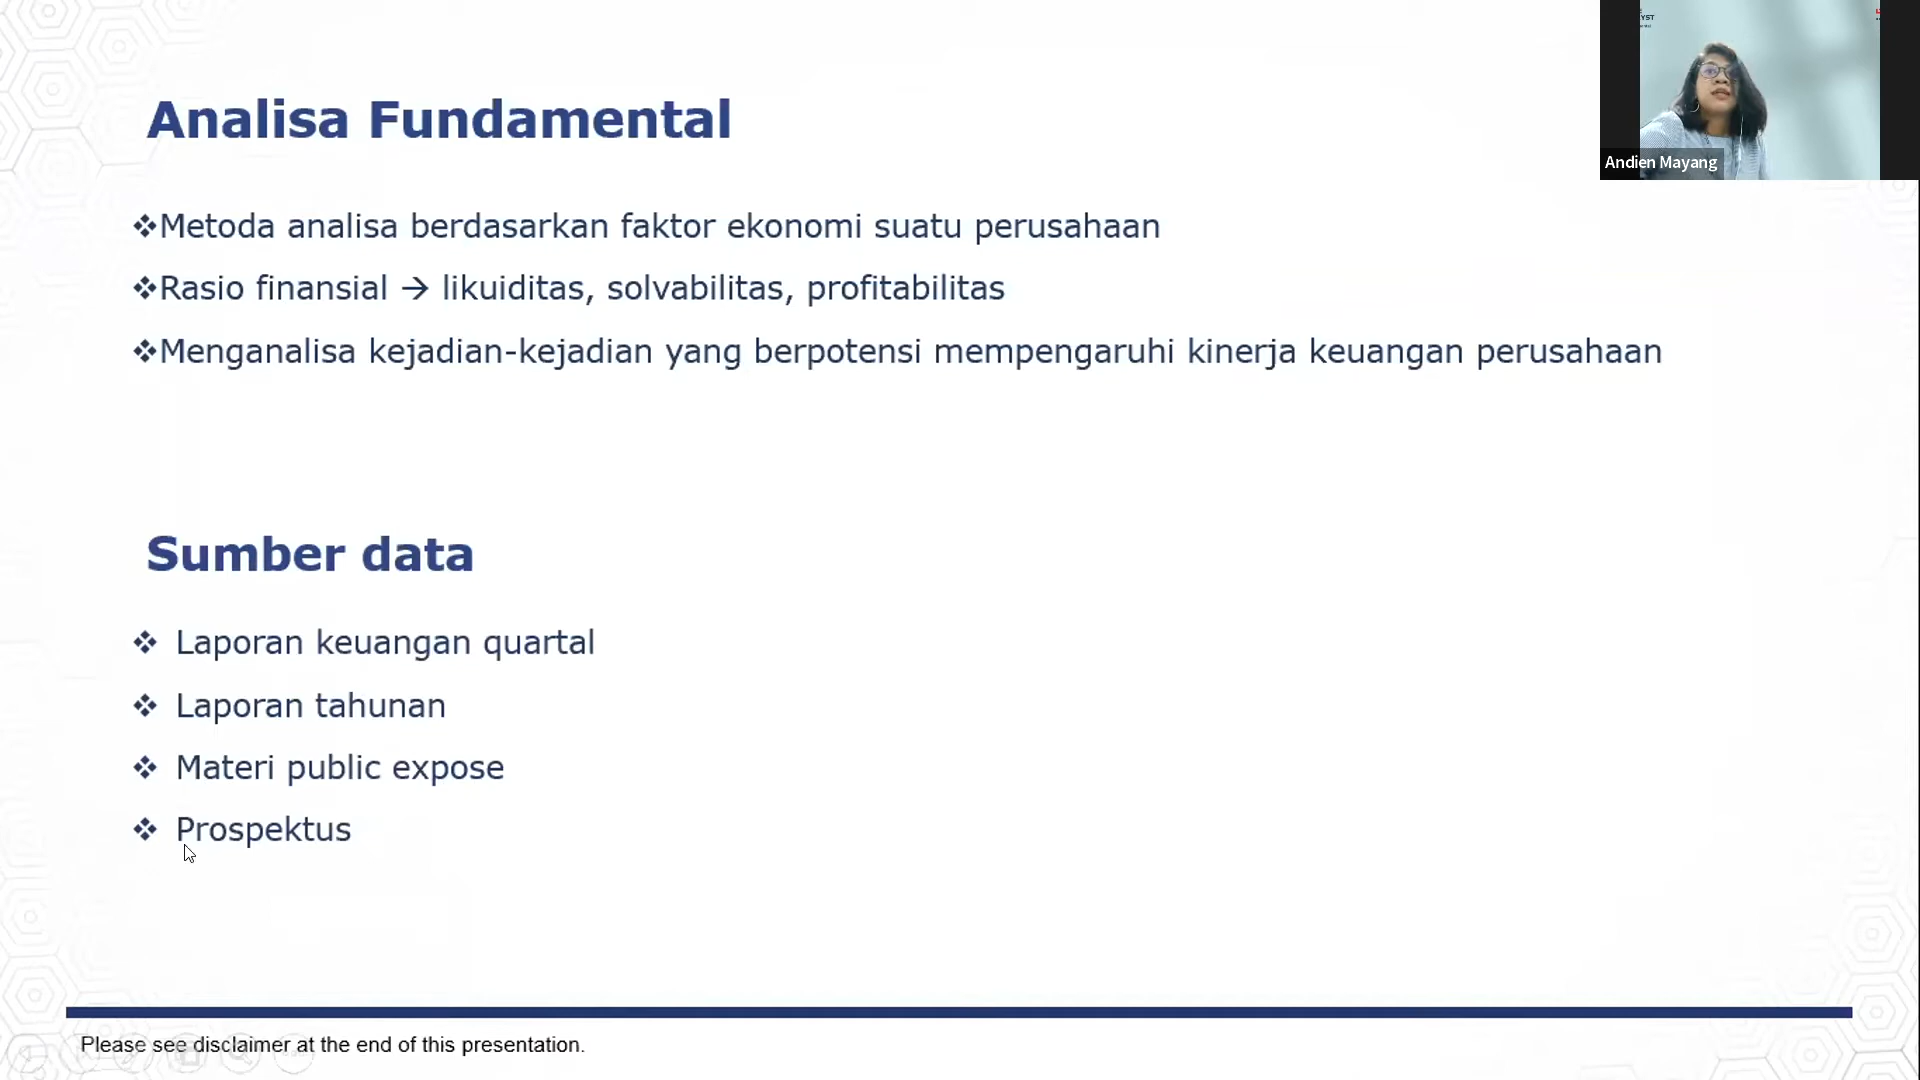 Analisa Fundamental
❖Metoda analisa berdasarkan faktor ekonomi suatu perusahaan
❖Rasio finansial → likuiditas, solvabilitas, profitabilitas
❖Menganalisa kejadian-kejadian yang berpotensi mempengaruhi kinerja keuangan perusahaan
Sumber data
❖ Laporan keuangan quartal
❖ Laporan tahunan
❖ Materi public expose
❖ Prospektus
Please see disclaimer at the end of this presentation.
YST
Andien Mayang